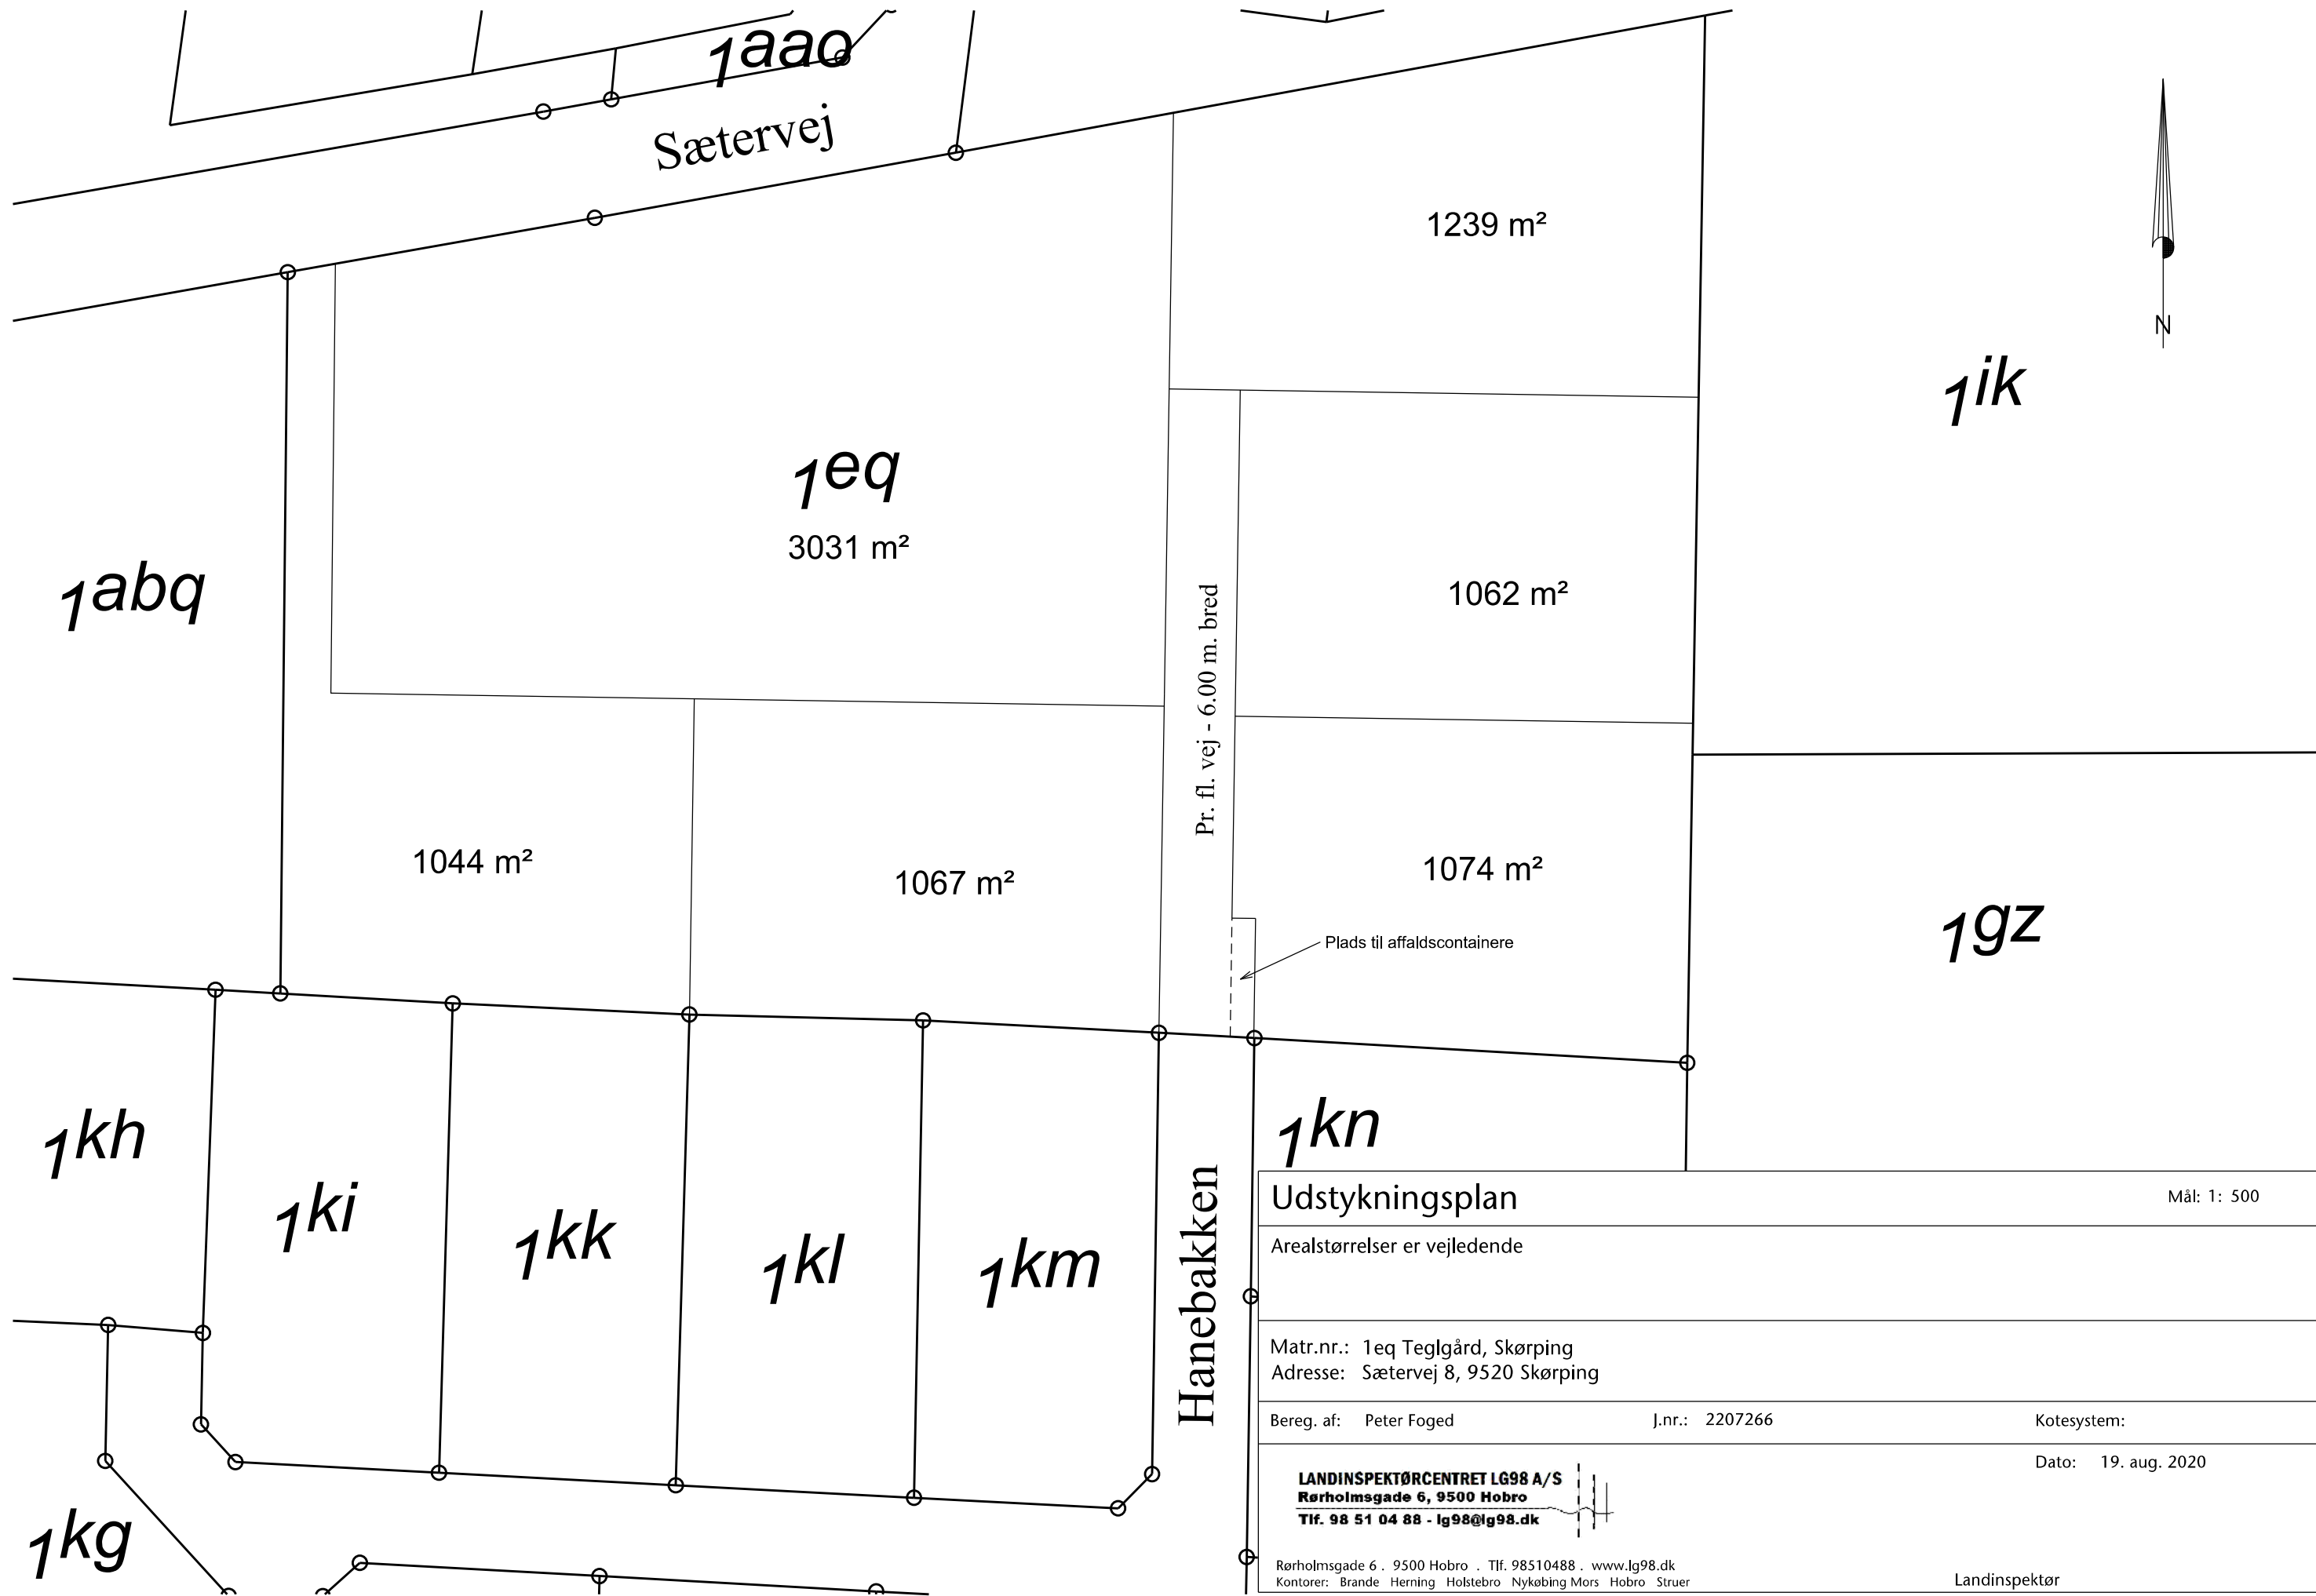 1aao
Sætervej
1239 m²
N
1ik
1eq
3031 m²
1abq
1062 m²
Pr. fl. vej - 6.00 m. bred
1044 m²
1067 m²
1074 m²
Plads til affaldscontainere
1gz
1kh
1ki
1kk
1kl
1km
1kn
1kg
Hanebakken
Udstykningsplan
Mål: 1: 500
Arealstørrelser er vejledende
Matr.nr.: 1eq Teglgård, Skørping
Adresse: Sætervej 8, 9520 Skørping
Bereg. af: Peter Foged J.nr.: 2207266 Kotesystem:
Dato: 19. aug. 2020
LANDINSPEKTØRCENTRET LG98 A/S
Rørholmsgade 6, 9500 Hobro
Tlf. 98 51 04 88 - lg98@lg98.dk
Rørholmsgade 6 . 9500 Hobro . Tlf. 98510488 . www.lg98.dk
Kontorer: Brande Herning Holstebro Nykøbing Mors Hobro Struer
Landinspektør